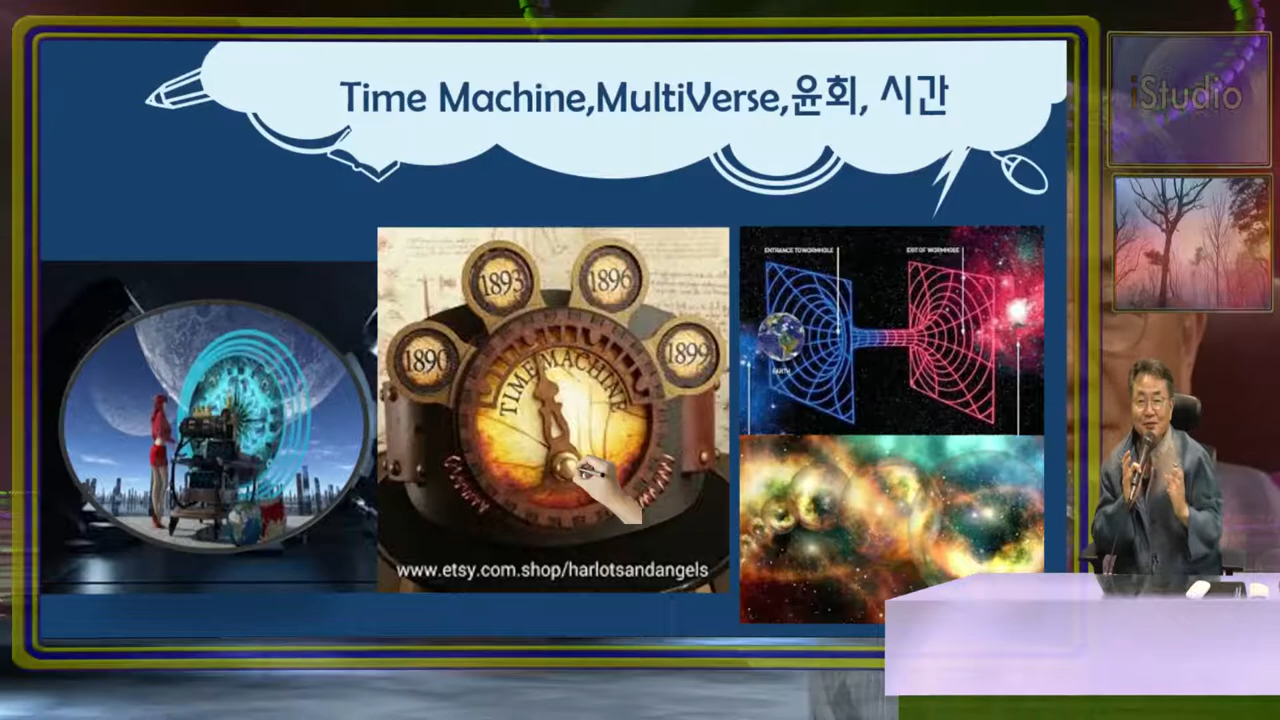 Time Machine,MultiVerse,윤회, 시간
iStudio
1890
1893
1896
1899
TIME MACHINE
www.etsy.com.shop/harlotsandangels
ENTRANCE TO WORMHOLE
EXIT OF WORMHOLE
EARTH